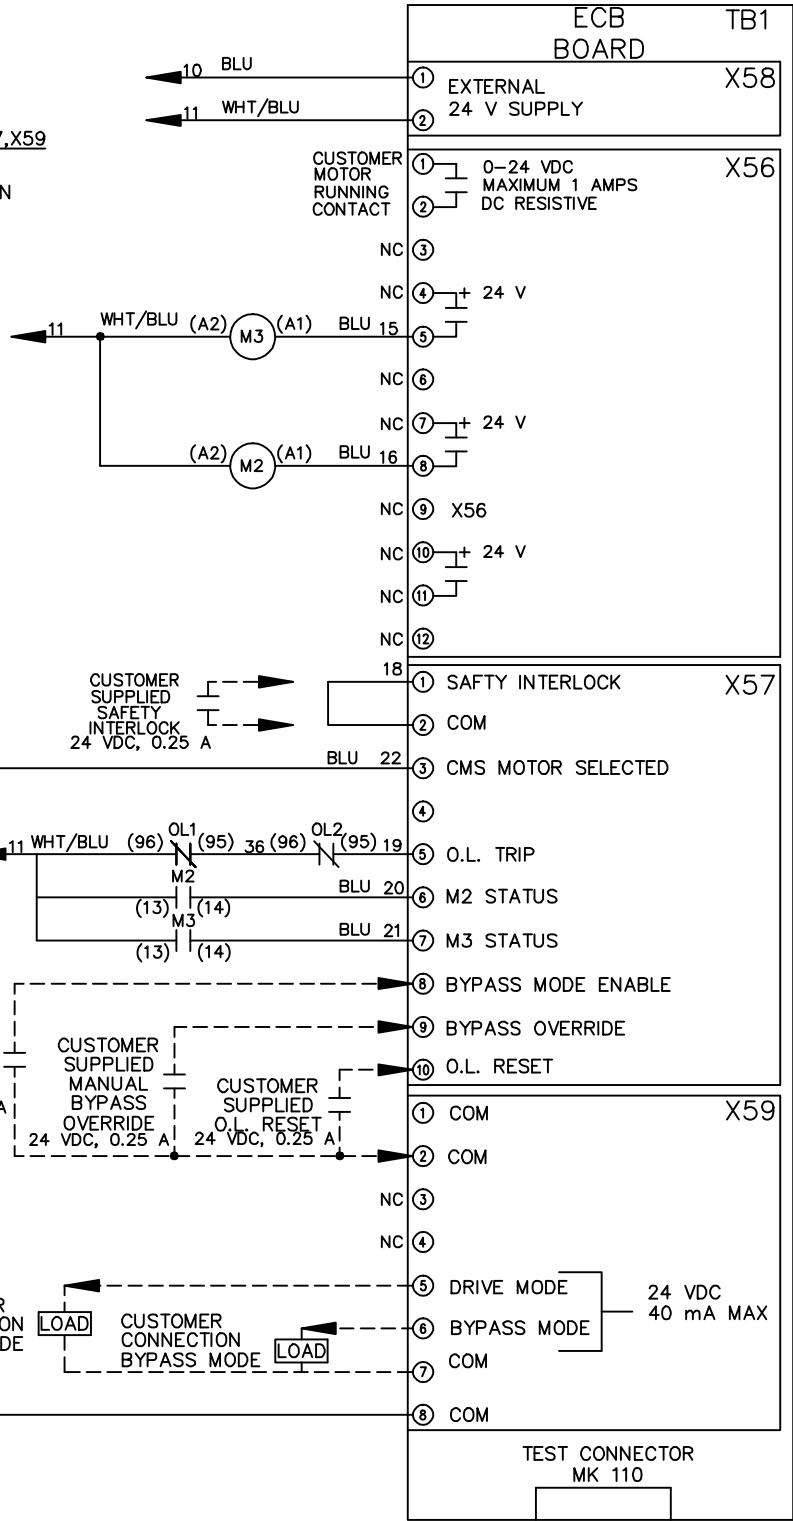 ECB
BOARD
TB1
10 BLU
1
EXTERNAL
24 V SUPPLY
X58
11 WHT/BLU
2
7,X59
N
CUSTOMER
MOTOR
RUNNING
CONTACT
1
2
0-24 VDC
MAXIMUM 1 AMPS
DC RESISTIVE
X56
NC 3
NC 4 + 24 V
11 WHT/BLU (A2) M3 (A1) BLU 15 5
NC 6
NC 7 + 24 V
(A2) M2 (A1) BLU 16 8
NC 9 X56
NC 10 + 24 V
NC 11
NC 12
CUSTOMER
SUPPLIED
SAFETY
INTERLOCK
24 VDC, 0.25 A
18 1 SAFTY INTERLOCK
X57
2 COM
BLU 22 3 CMS MOTOR SELECTED
4
11 WHT/BLU (96) OL1 (95) 36 (96) OL2 (95) 19 5 O.L. TRIP
M2
(13) (14) BLU 20 6 M2 STATUS
M3
(13) (14) BLU 21 7 M3 STATUS
8 BYPASS MODE ENABLE
9 BYPASS OVERRIDE
10 O.L. RESET
A
CUSTOMER
SUPPLIED
MANUAL
BYPASS
OVERRIDE
24 VDC, 0.25 A
CUSTOMER
SUPPLIED
O.L. RESET
24 VDC, 0.25 A
1 COM
X59
2 COM
NC 3
NC 4
5 DRIVE MODE
6 BYPASS MODE
24 VDC
40 mA MAX
R
ON
DE
LOAD
CUSTOMER
CONNECTION
BYPASS MODE
LOAD
7 COM
8 COM
TEST CONNECTOR
MK 110